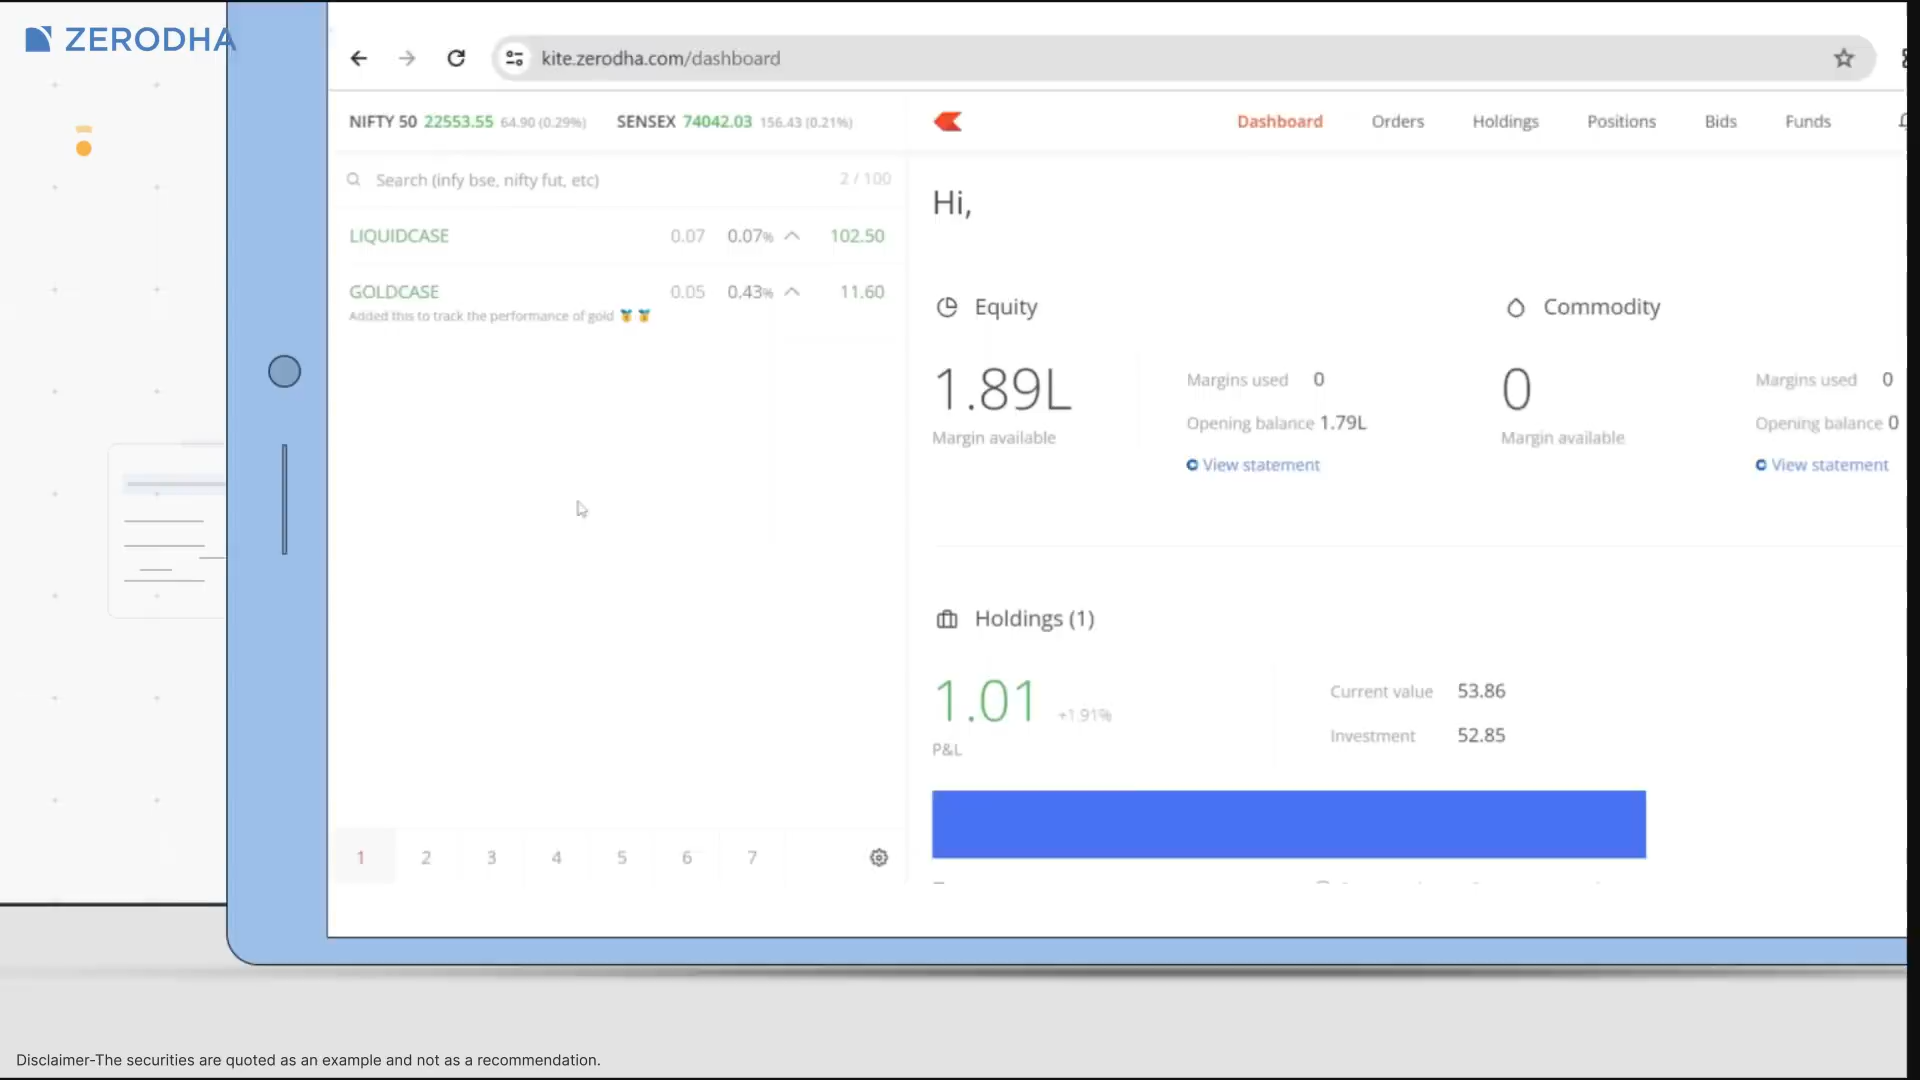 ZERODHA
kite.zerodha.com/dashboard
NIFTY 50 22553.55 64.90 (0.29%) SENSEX 74042.03 156.43 (0.21%)
Dashboard Orders Holdings Positions Bids Funds
Search (infy bse, nifty fut, etc) 2 / 100
LIQUIDCASE 0.07 0.07% 102.50
GOLDCASE 0.05 0.43% 11.60
Added this to track the performance of gold 🏅 🏅
1 2 3 4 5 6 7
Hi,
Equity
1.89L
Margin available
Margins used 0
Opening balance 1.79L
View statement
Commodity
0
Margin available
Margins used 0
Opening balance 0
View statement
Holdings (1)
1.01 +1.91%
P&L
Current value 53.86
Investment 52.85
Disclaimer-The securities are quoted as an example and not as a recommendation.